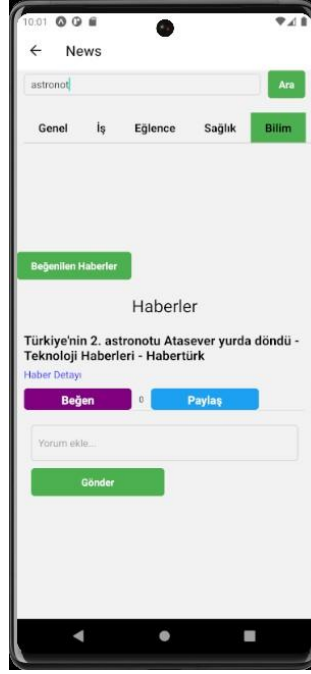 10:01
News
astronot
Ara
Genel İş Eğlence Sağlık Bilim
Beğenilen Haberler
Haberler
Türkiye'nin 2. astronotu Atasever yurda döndü -
Teknoloji Haberleri - Habertürk
Haber Detayı
Beğen 0 Paylaş
Yorum ekle...
Gönder